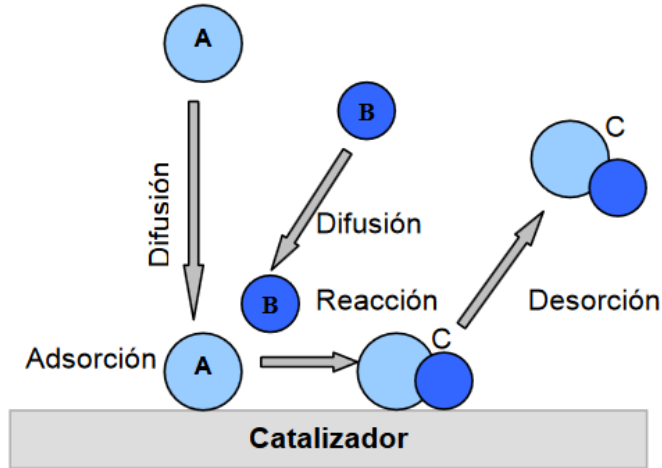 A
B
C
Difusión
Difusión
B
Reacción
Desorción
C
Adsorción
A
Catalizador